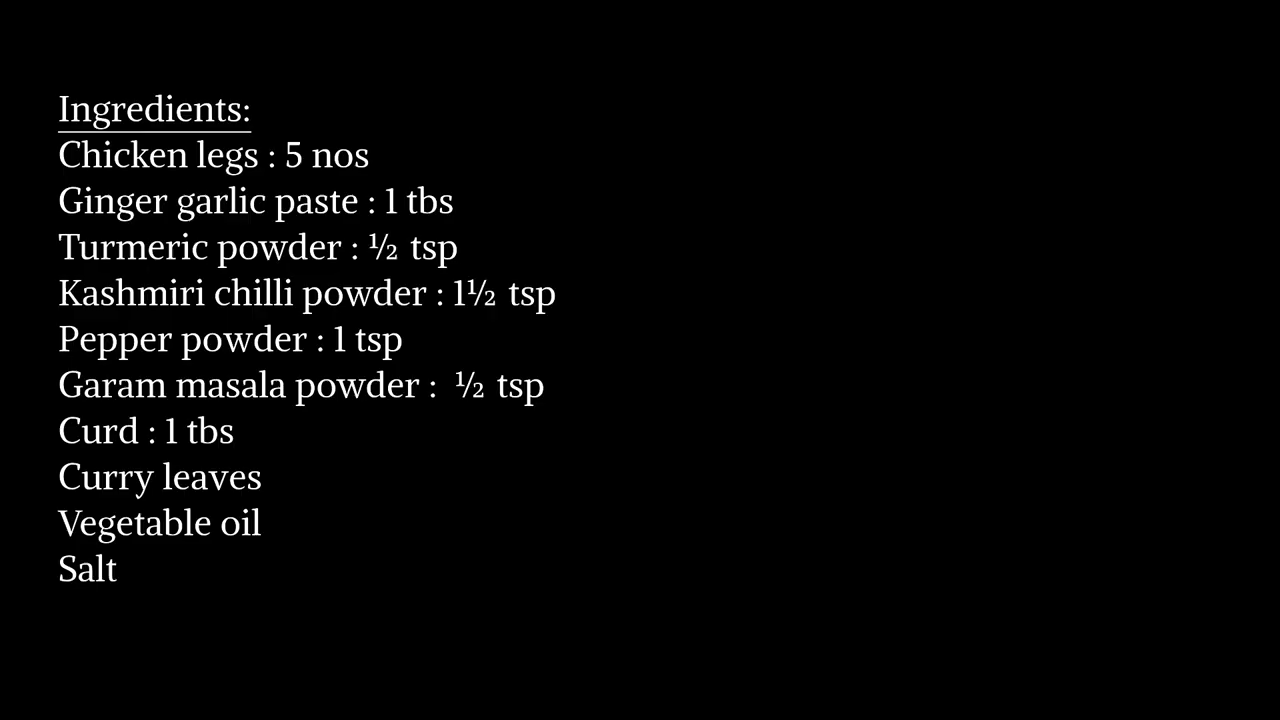 Ingredients:
Chicken legs : 5 nos
Ginger garlic paste : 1 tbs
Turmeric powder : ½ tsp
Kashmiri chilli powder : 1½ tsp
Pepper powder : 1 tsp
Garam masala powder :  ½ tsp
Curd : 1 tbs
Curry leaves
Vegetable oil
Salt